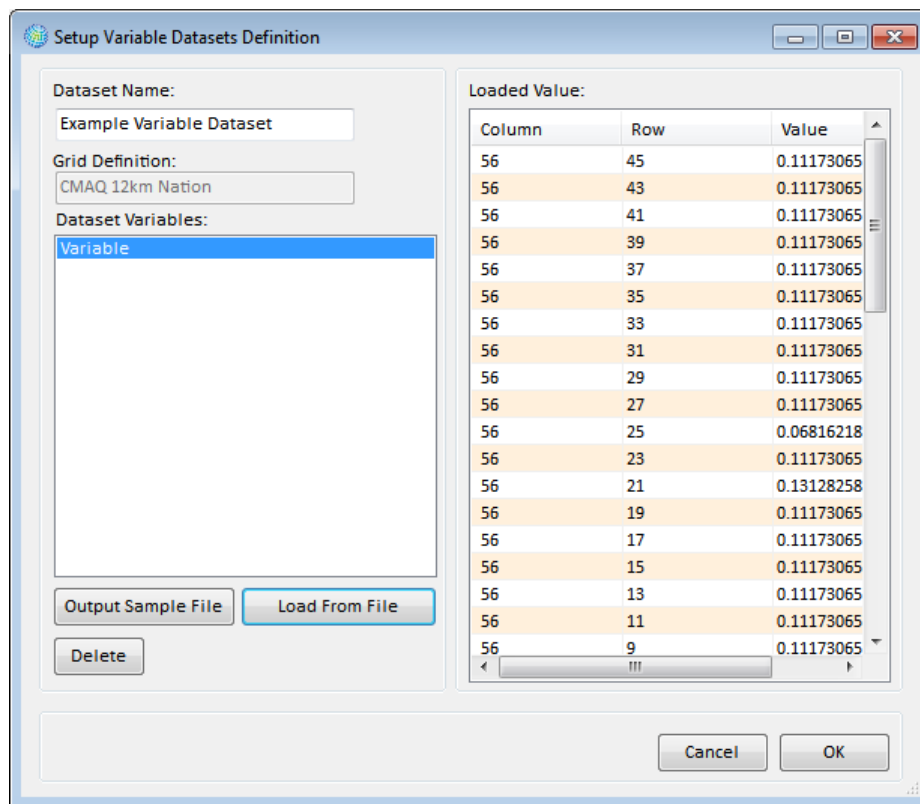 Setup Variable Datasets Definition
Dataset Name:
Example Variable Dataset
Grid Definition:
CMAQ 12km Nation
Dataset Variables:
Variable
Output Sample File
Load From File
Delete
Loaded Value:
Column Row Value
56 45 0.11173065
56 43 0.11173065
56 41 0.11173065
56 39 0.11173065
56 37 0.11173065
56 35 0.11173065
56 33 0.11173065
56 31 0.11173065
56 29 0.11173065
56 27 0.11173065
56 25 0.06816218
56 23 0.11173065
56 21 0.13128258
56 19 0.11173065
56 17 0.11173065
56 15 0.11173065
56 13 0.11173065
56 11 0.11173065
56 9 0.11173065
Cancel
OK